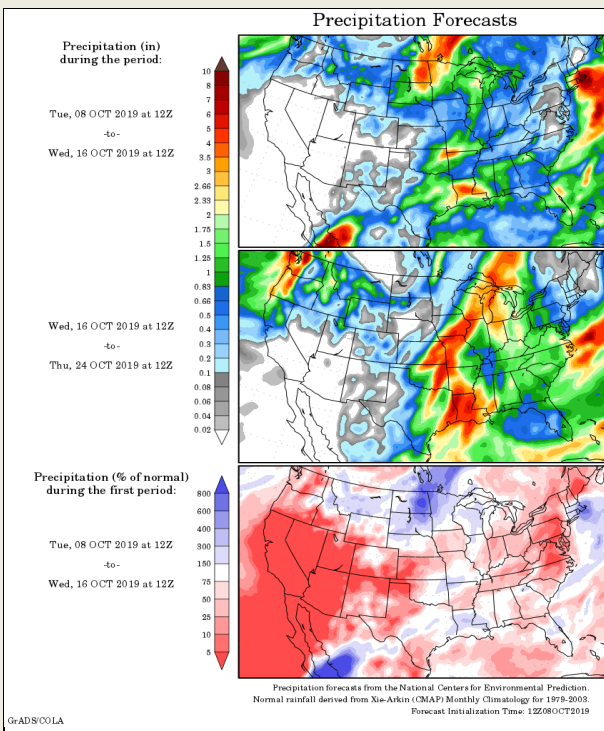 Precipitation Forecasts
Precipitation (in)
during the period:
Tue, 08 OCT 2019 at 12Z
-to-
Wed, 16 OCT 2019 at 12Z
10
8
7
6
5
4
3.5
3
2.66
2.33
2
1.75
1.5
1.25
1
0.83
0.66
0.5
0.4
0.3
0.2
0.1
0.08
0.06
0.04
0.02
Wed, 16 OCT 2019 at 12Z
-to-
Thu, 24 OCT 2019 at 12Z
Precipitation (% of normal)
during the first period:
Tue, 08 OCT 2019 at 12Z
-to-
Wed, 16 OCT 2019 at 12Z
800
600
400
300
150
75
50
25
10
5
Precipitation forecasts from the National Centers for Environmental Prediction.
Normal rainfall derived from Xie-Arkin (CMAP) Monthly Climatology for 1979-2003.
Forecast Initialization Time: 12Z08OCT2019
GrADS/COLA